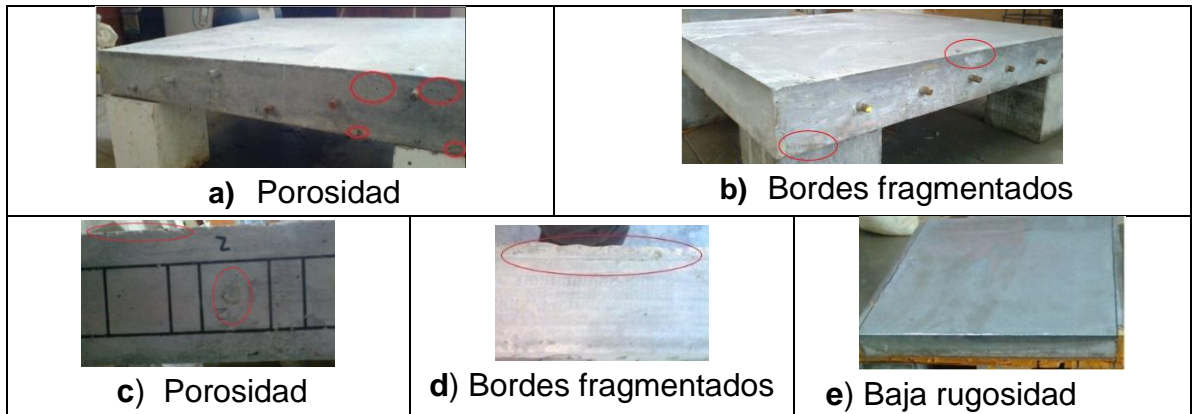 a) Porosidad
b) Bordes fragmentados
2
c) Porosidad
d) Bordes fragmentados
e) Baja rugosidad